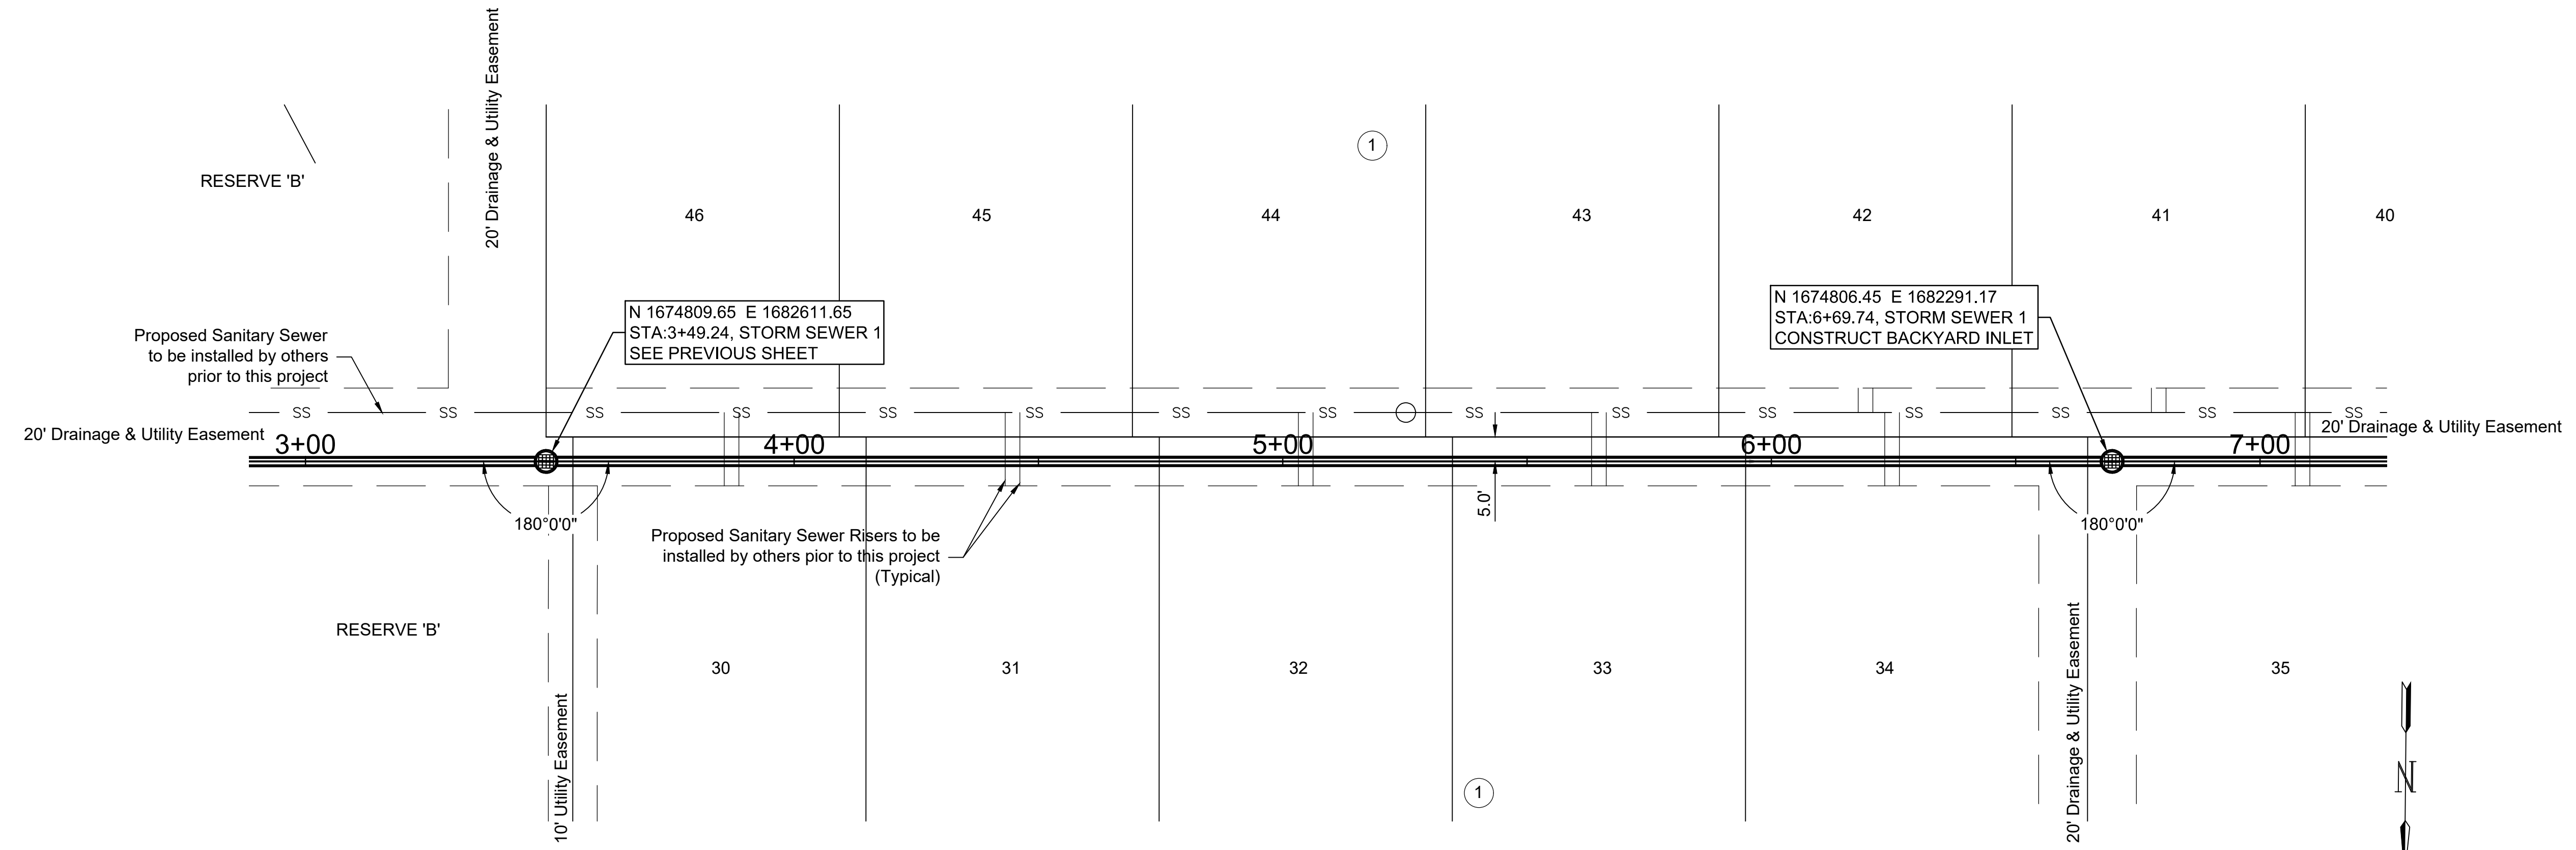 20' Drainage & Utility Easement
1
RESERVE 'B'
46
45
44
43
42
41
40
N 1674809.65 E 1682611.65
STA:3+49.24, STORM SEWER 1
SEE PREVIOUS SHEET
N 1674806.45 E 1682291.17
STA:6+69.74, STORM SEWER 1
CONSTRUCT BACKYARD INLET
Proposed Sanitary Sewer
to be installed by others
prior to this project
SS SS SS SS SS SS SS SS SS SS SS SS SS SS SS
20' Drainage & Utility Easement
20' Drainage & Utility Easement
3+00 4+00 5+00 6+00 7+00
5.0'
180°0'0"
180°0'0"
Proposed Sanitary Sewer Risers to be
installed by others pior to this project
(Typical)
RESERVE 'B'
30
31
32
33
34
35
10' Utility Easement
20' Drainage & Utility Easement
1
N